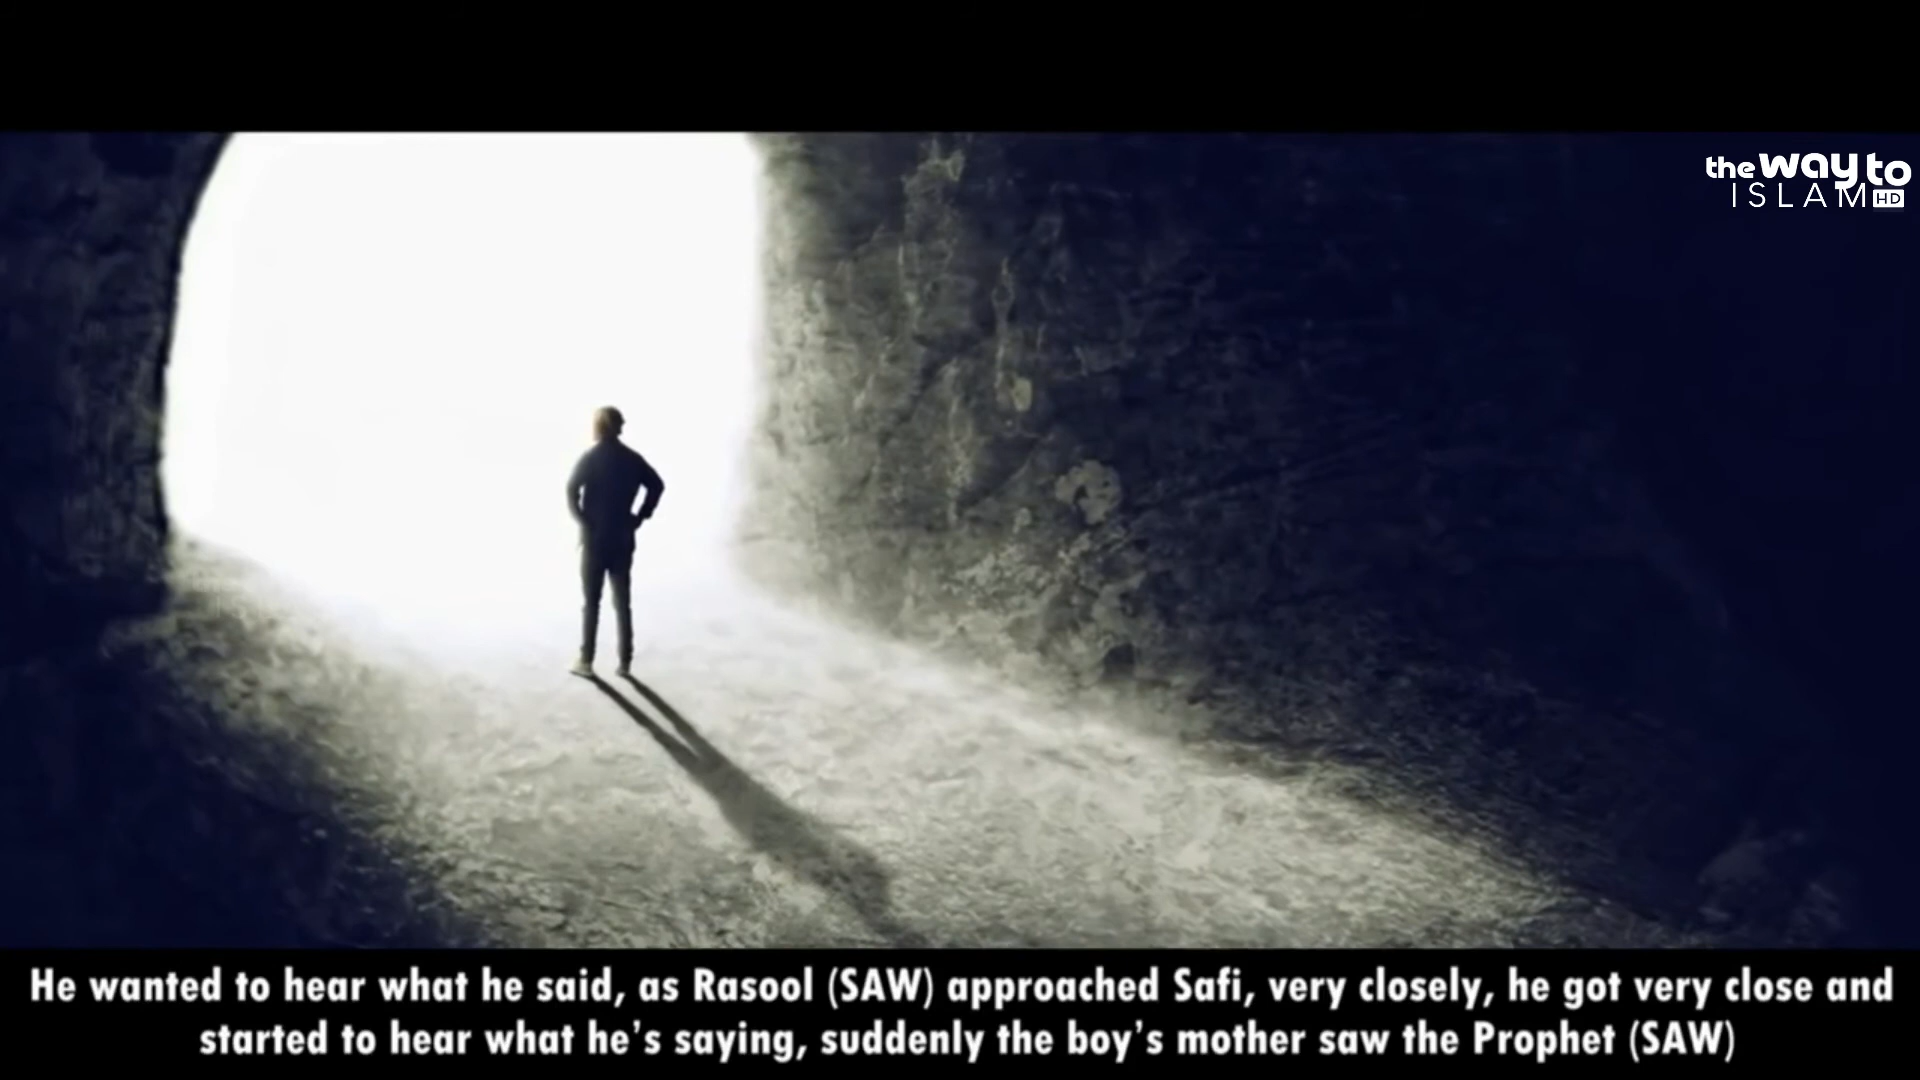 the way to
ISLAM HD
He wanted to hear what he said, as Rasool (SAW) approached Safi, very closely, he got very close and
started to hear what he's saying, suddenly the boy's mother saw the Prophet (SAW)